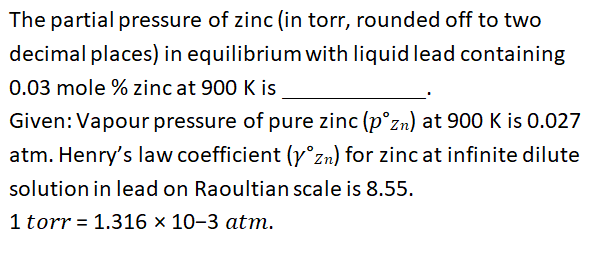 The partial pressure of zinc (in torr, rounded off to two
decimal places) in equilibrium with liquid lead containing
0.03 mole % zinc at 900 K is ______________.
Given: Vapour pressure of pure zinc (p°Zn) at 900 K is 0.027
atm. Henry’s law coefficient (γ°Zn) for zinc at infinite dilute
solution in lead on Raoultian scale is 8.55.
1 torr = 1.316 × 10−3 atm.